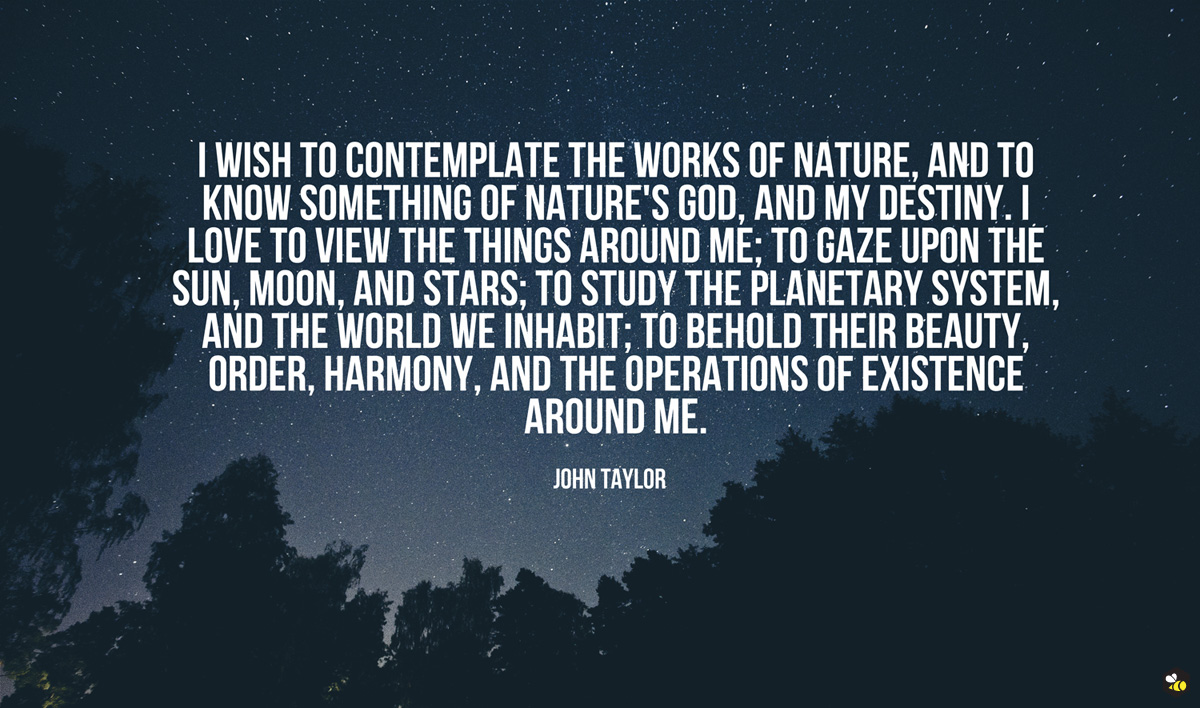 I WISH TO CONTEMPLATE THE WORKS OF NATURE, AND TO
KNOW SOMETHING OF NATURE'S GOD, AND MY DESTINY. I
LOVE TO VIEW THE THINGS AROUND ME; TO GAZE UPON THE
SUN, MOON, AND STARS; TO STUDY THE PLANETARY SYSTEM,
AND THE WORLD WE INHABIT; TO BEHOLD THEIR BEAUTY,
ORDER, HARMONY, AND THE OPERATIONS OF EXISTENCE
AROUND ME.
JOHN TAYLOR